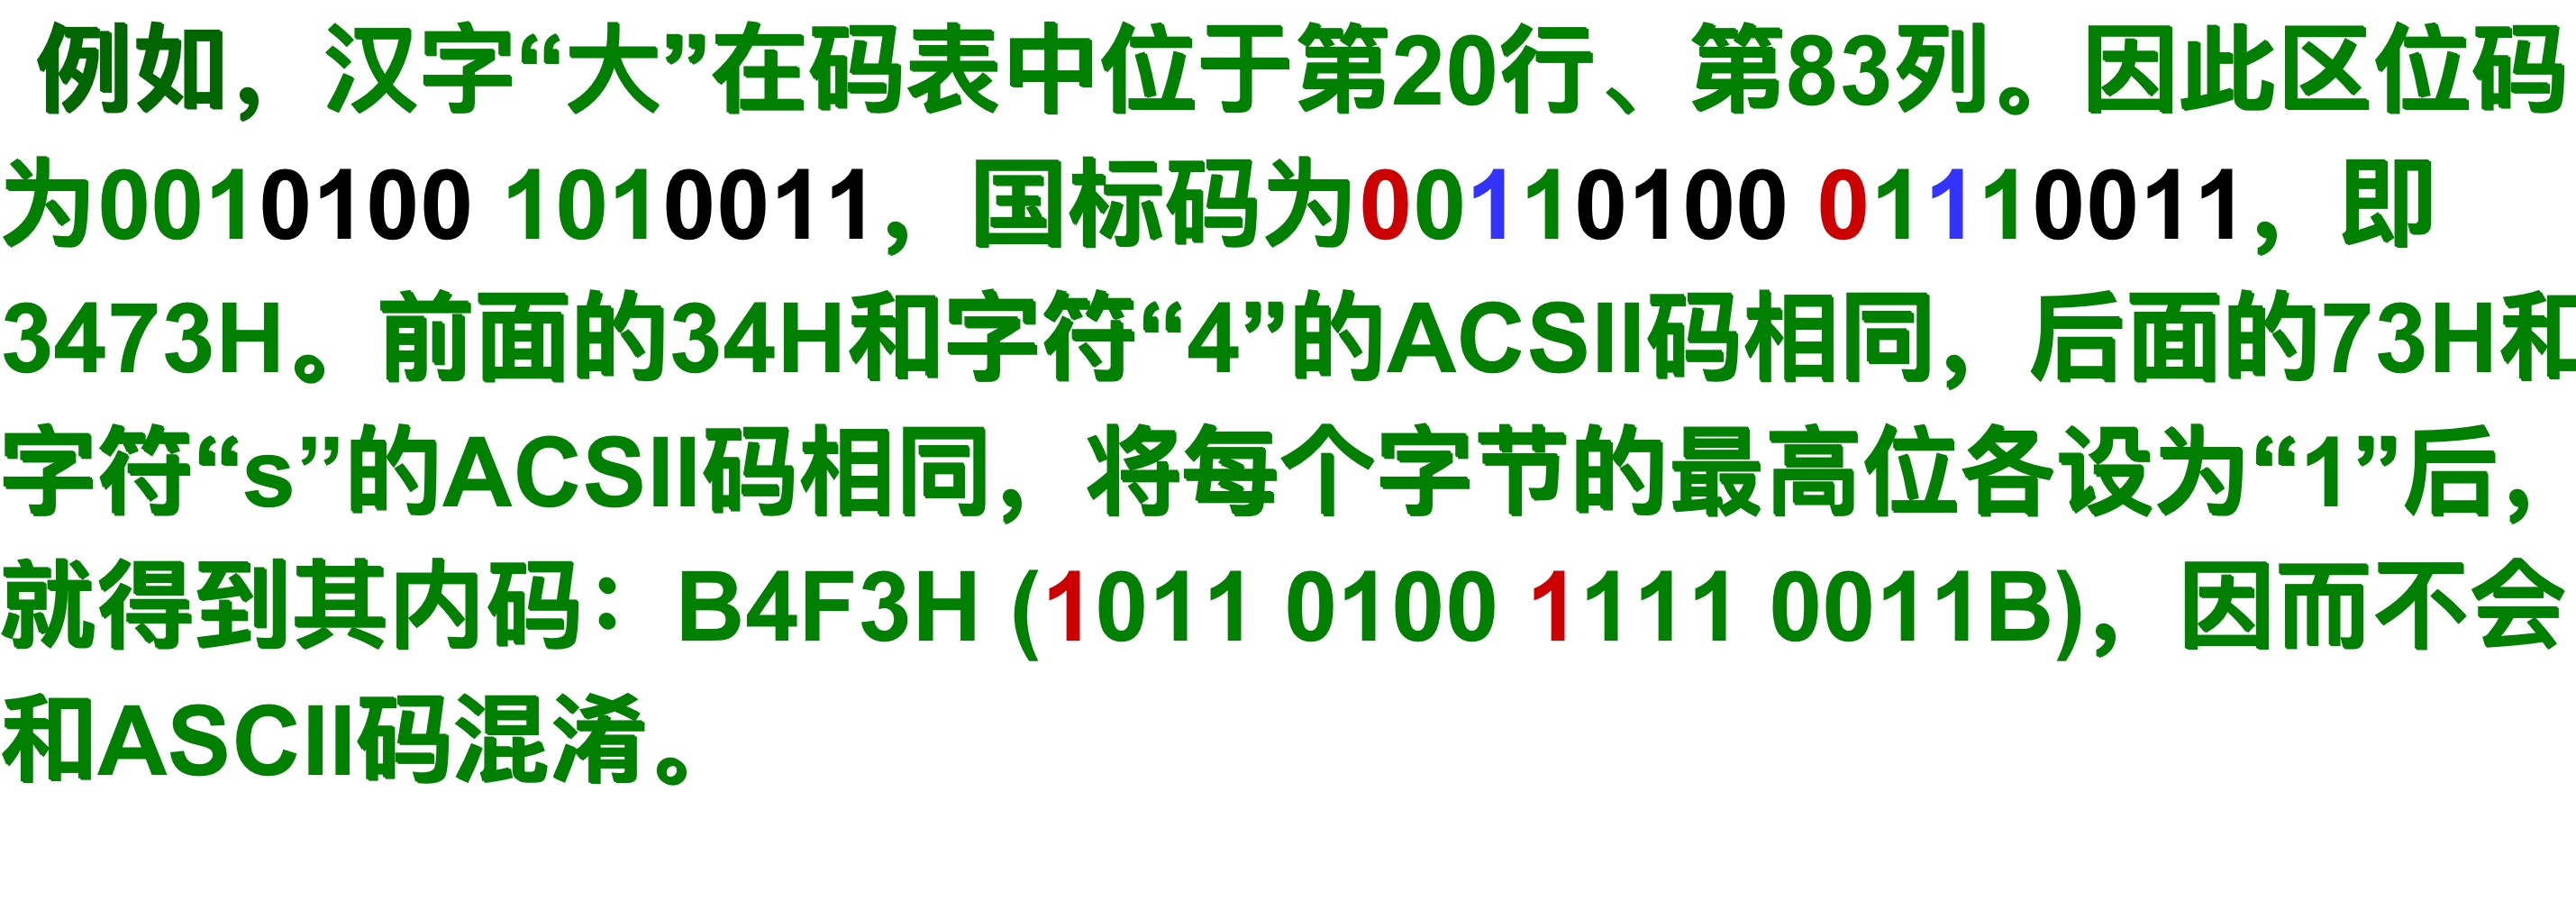 例如，汉字“大”在码表中位于第20行、第83列。因此区位码
为0010100 1010011，国标码为00110100 01110011，即
3473H。前面的34H和字符“4”的ACSII码相同，后面的73H和
字符“s”的ACSII码相同，将每个字节的最高位各设为“1”后，
就得到其内码：B4F3H (1011 0100 1111 0011B)，因而不会
和ASCII码混淆。